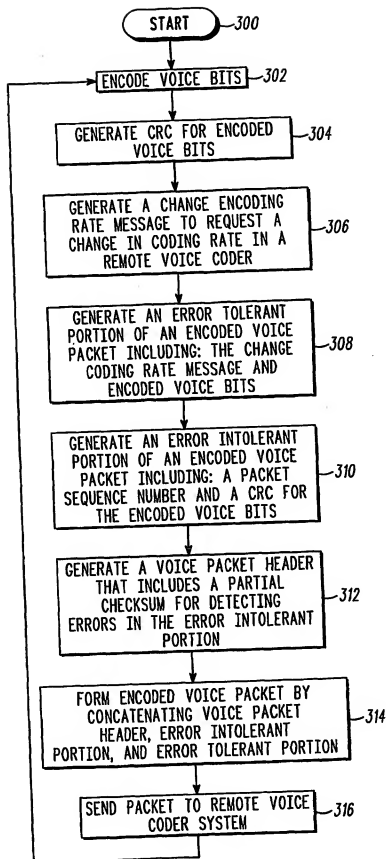 START
300
ENCODE VOICE BITS
302
GENERATE CRC FOR ENCODED
VOICE BITS
304
GENERATE A CHANGE ENCODING
RATE MESSAGE TO REQUEST A
CHANGE IN CODING RATE IN A
REMOTE VOICE CODER
306
GENERATE AN ERROR TOLERANT
PORTION OF AN ENCODED VOICE
PACKET INCLUDING: THE CHANGE
CODING RATE MESSAGE AND
ENCODED VOICE BITS
308
GENERATE AN ERROR INTOLERANT
PORTION OF AN ENCODED VOICE
PACKET INCLUDING: A PACKET
SEQUENCE NUMBER AND A CRC FOR
THE ENCODED VOICE BITS
310
GENERATE A VOICE PACKET HEADER
THAT INCLUDES A PARTIAL
CHECKSUM FOR DETECTING
ERRORS IN THE ERROR INTOLERANT
PORTION
312
FORM ENCODED VOICE PACKET BY
CONCATENATING VOICE PACKET
HEADER, ERROR INTOLERANT
PORTION, AND ERROR TOLERANT PORTION
314
SEND PACKET TO REMOTE VOICE
CODER SYSTEM
316